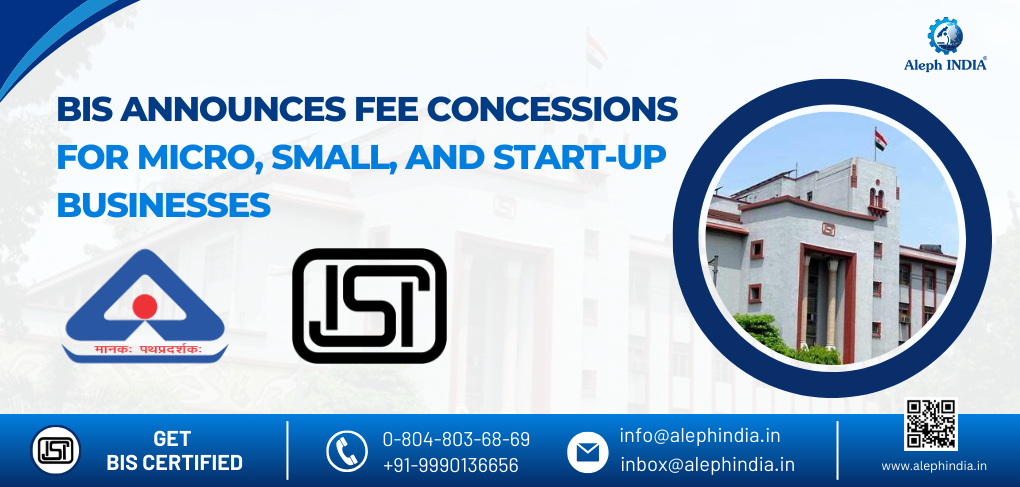 Aleph INDIA
BIS ANNOUNCES FEE CONCESSIONS
FOR MICRO, SMALL, AND START-UP
BUSINESSES
मानकः पथप्रदर्शकः
ISI
ISI
GET
BIS CERTIFIED
0-804-803-68-69
+91-9990136656
info@alephindia.in
inbox@alephindia.in
www.alephindia.in